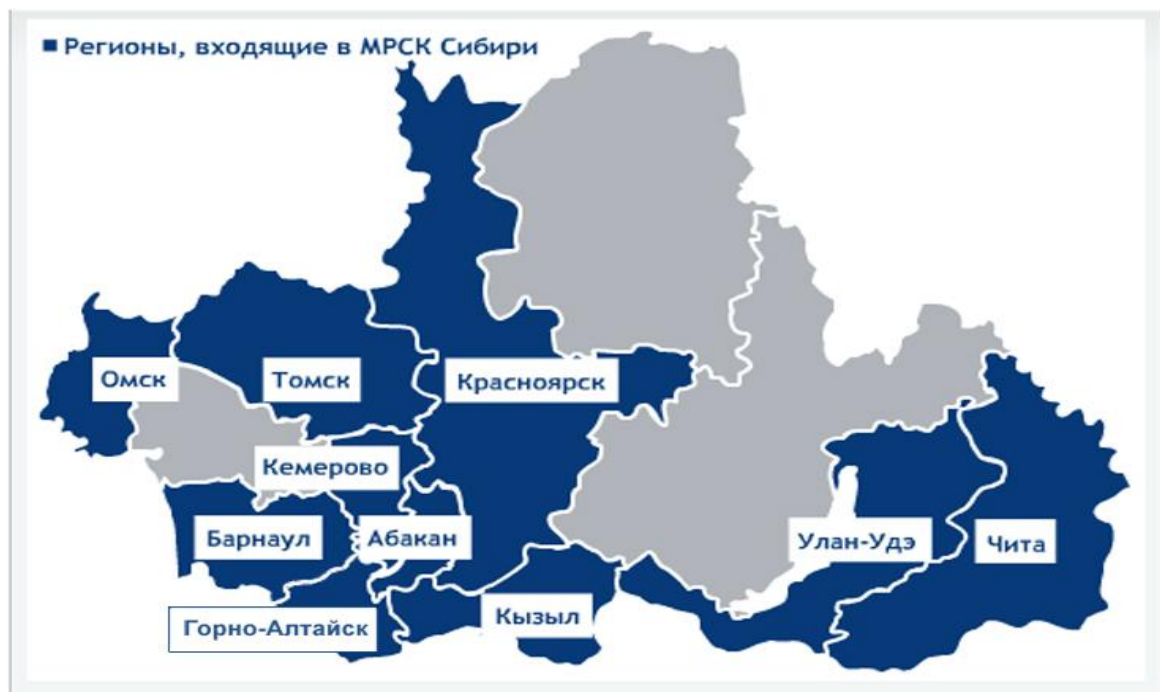 Регионы, входящие в МРСК Сибири
Омск
Томск
Красноярск
Кемерово
Барнаул
Абакан
Улан-Удэ
Чита
Горно-Алтайск
Кызыл